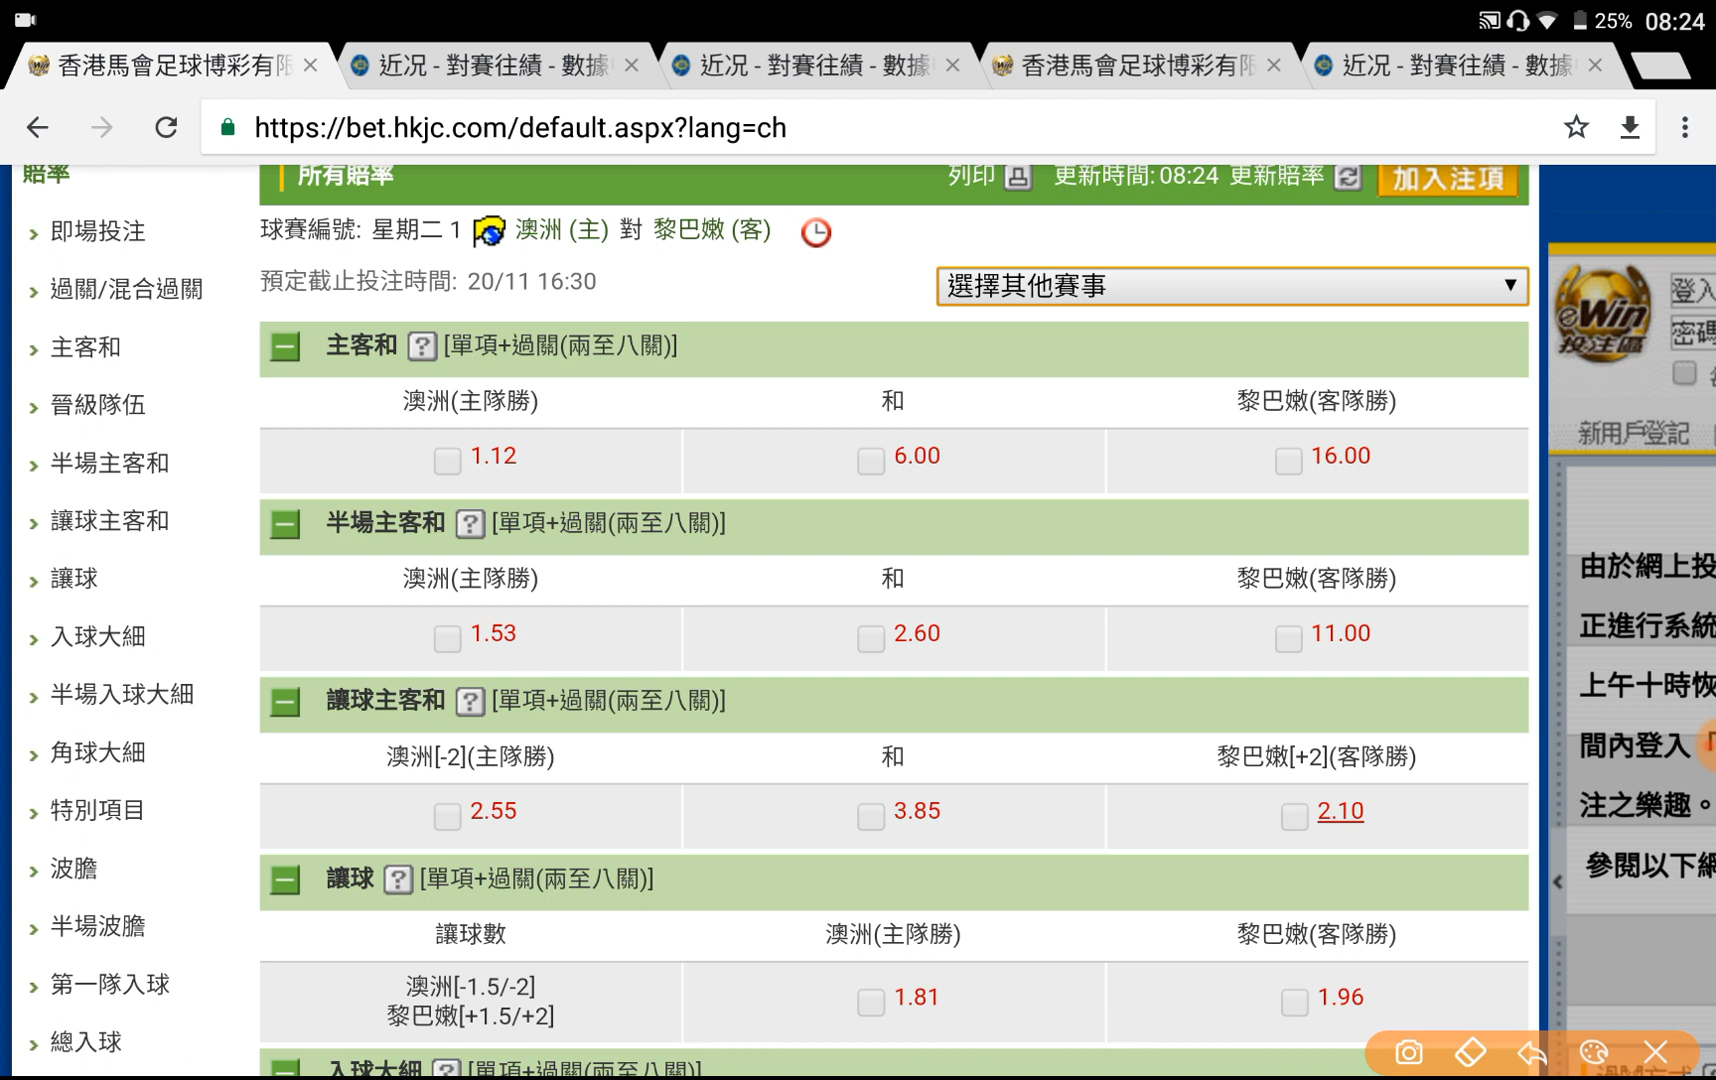 25% 08:24
香港馬會足球博彩有限 近況 - 對賽往績 - 數據 近況 - 對賽往績 - 數據 香港馬會足球博彩有限 近況 - 對賽往績 - 數據
https://bet.hkjc.com/default.aspx?lang=ch
賠率
所有賠率 列印 更新時間: 08:24 更新賠率 加入注項
球賽編號: 星期二 1 澳洲 (主) 對 黎巴嫩 (客)
預定截止投注時間: 20/11 16:30 選擇其他賽事
主客和 ? [單項+過關(兩至八關)]
澳洲(主隊勝) 和 黎巴嫩(客隊勝)
1.12 6.00 16.00
半場主客和 ? [單項+過關(兩至八關)]
澳洲(主隊勝) 和 黎巴嫩(客隊勝)
1.53 2.60 11.00
讓球主客和 ? [單項+過關(兩至八關)]
澳洲[-2](主隊勝) 和 黎巴嫩[+2](客隊勝)
2.55 3.85 2.10
讓球 ? [單項+過關(兩至八關)]
讓球數 澳洲(主隊勝) 黎巴嫩(客隊勝)
澳洲[-1.5/-2]
黎巴嫩[+1.5/+2]
1.81 1.96
入球大細 ? [單項+過關(兩至八關)]
即場投注
過關/混合過關
主客和
晉級隊伍
半場主客和
讓球主客和
讓球
入球大細
半場入球大細
角球大細
特別項目
波膽
半場波膽
第一隊入球
總入球
eWin
投注區
登入
密碼
新用戶登記
由於網上投
正進行系統
上午十時恢
間內登入
注之樂趣。
參閱以下網